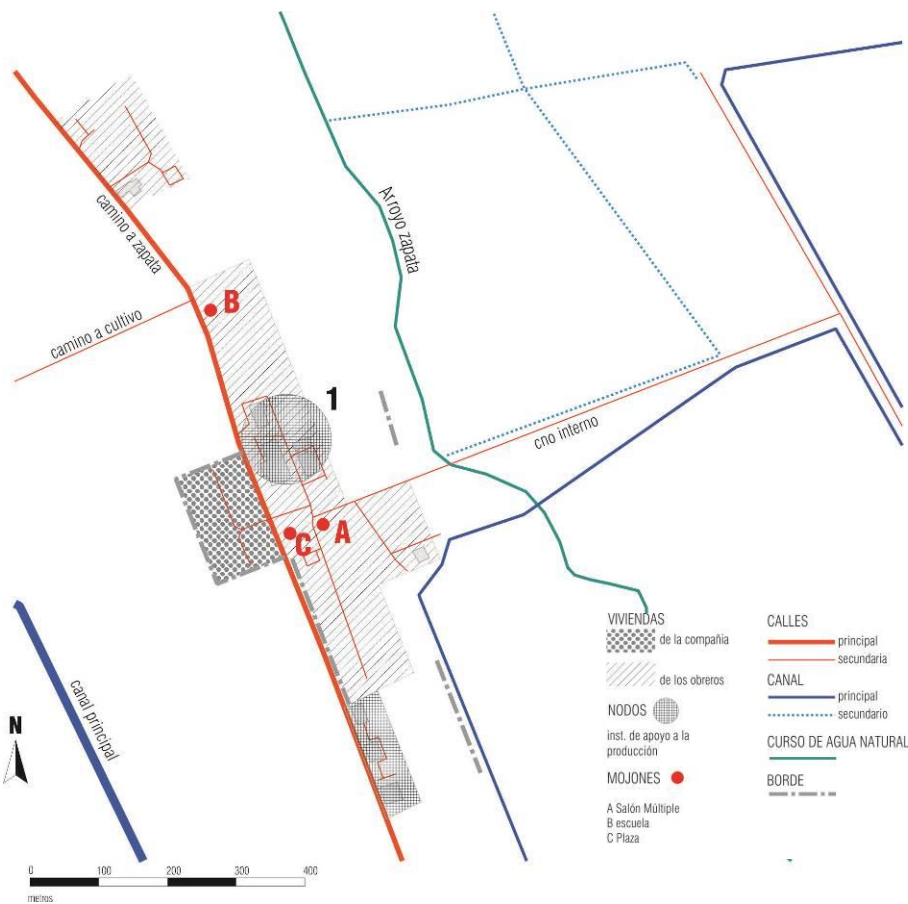 camino a zapata
Arroyo zapata
B
camino a cultivo
1
cno interno
A
C
canal principal
N
0 100 200 300 400
metros
VIVIENDAS
de la compañia
de los obreros
NODOS
inst. de apoyo a la
producción
MOJONES
A Salón Múltiple
B escuela
C Plaza
CALLES
principal
secundaria
CANAL
principal
secundario
CURSO DE AGUA NATURAL
BORDE